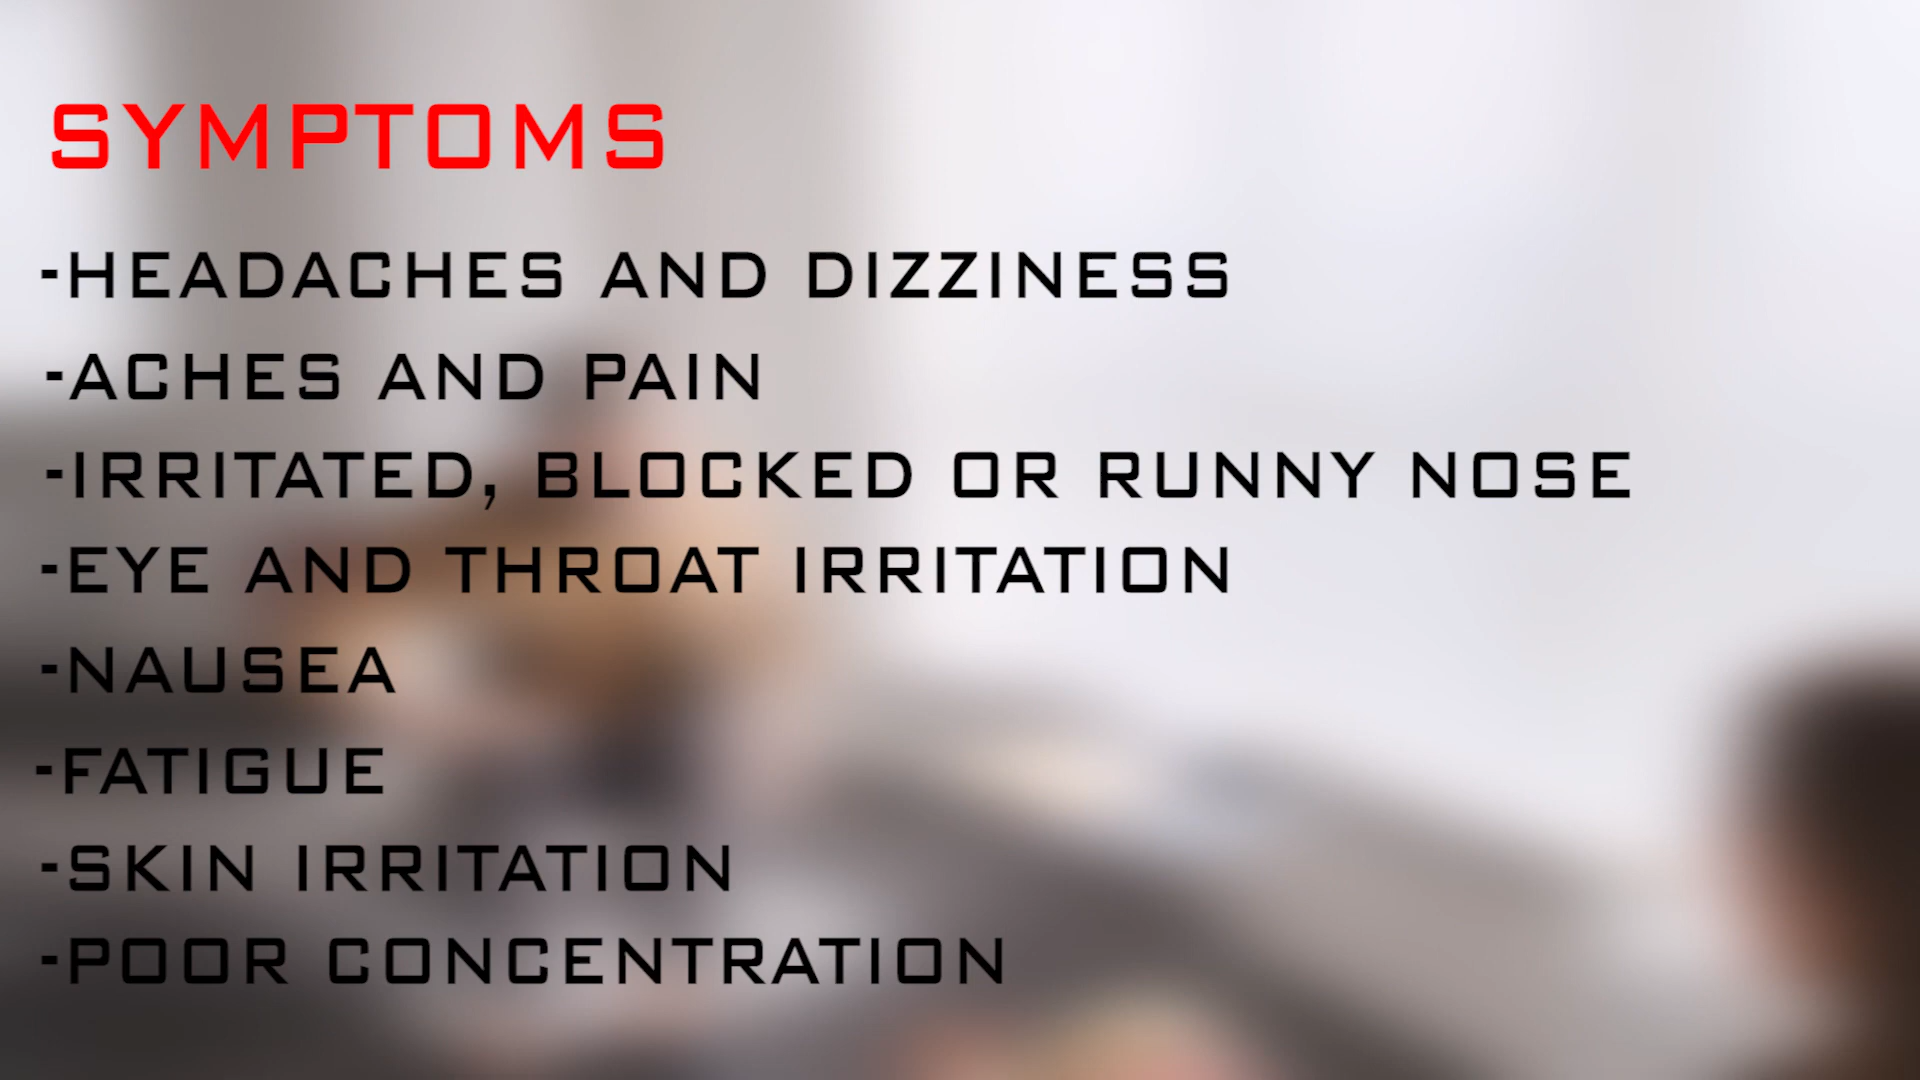 SYMPTOMS
-HEADACHES AND DIZZINESS
-ACHES AND PAIN
-IRRITATED, BLOCKED OR RUNNY NOSE
-EYE AND THROAT IRRITATION
-NAUSEA
-FATIGUE
-SKIN IRRITATION
-POOR CONCENTRATION